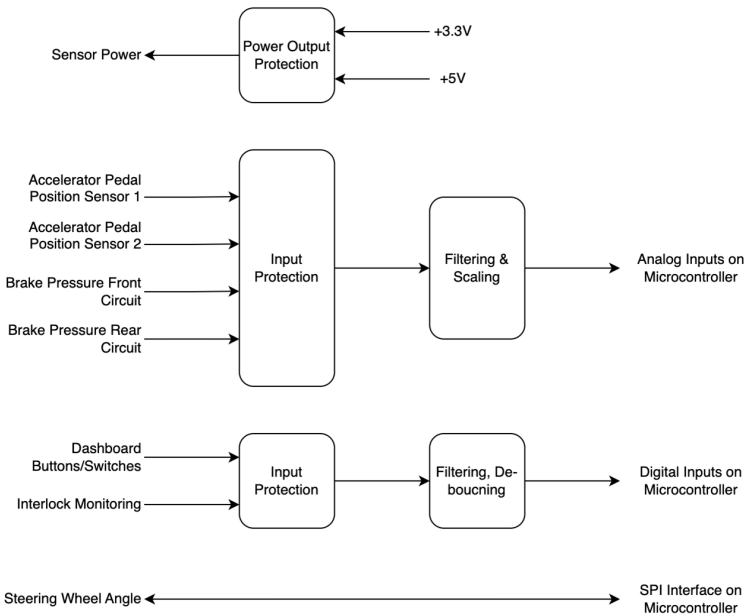 +3.3V
Power Output
Protection
Sensor Power
+5V
Accelerator Pedal
Position Sensor 1
Accelerator Pedal
Position Sensor 2
Brake Pressure Front
Circuit
Brake Pressure Rear
Circuit
Input
Protection
Filtering &
Scaling
Analog Inputs on
Microcontroller
Dashboard
Buttons/Switches
Interlock Monitoring
Input
Protection
Filtering, De-
boucning
Digital Inputs on
Microcontroller
Steering Wheel Angle
SPI Interface on
Microcontroller